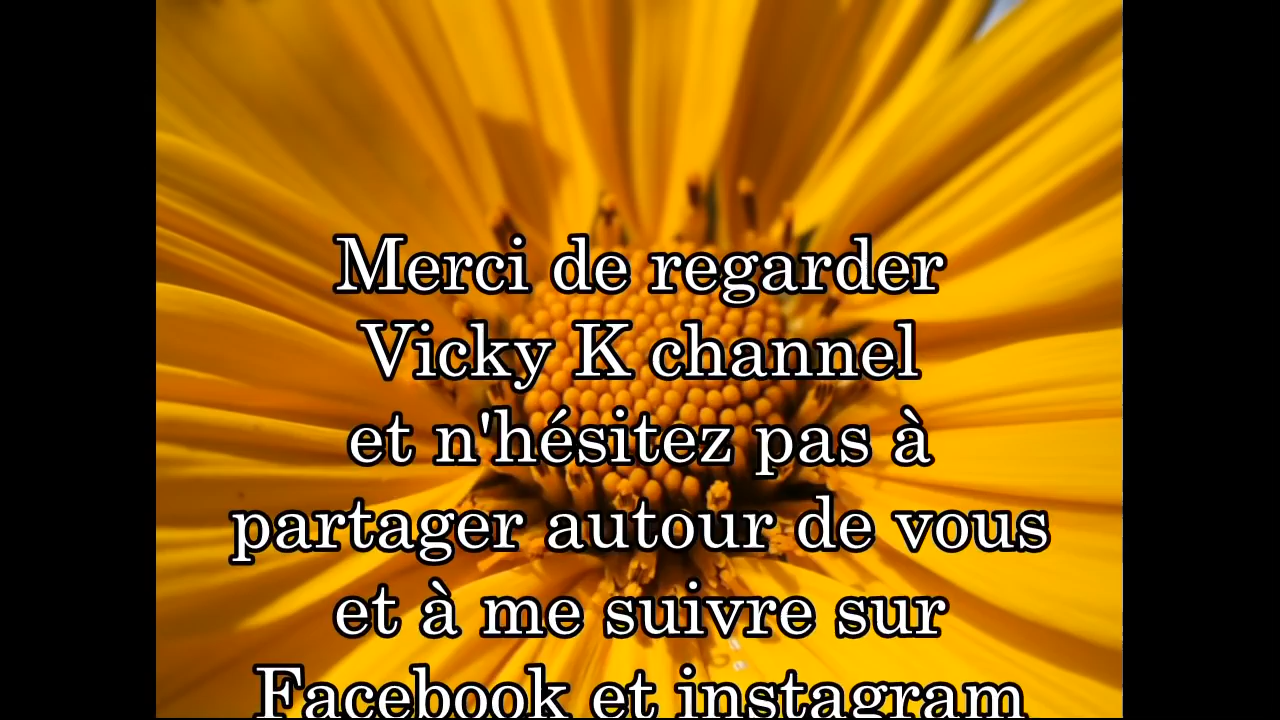 Merci de regarder
Vicky K channel
et n'hésitez pas à
partager autour de vous
et à me suivre sur
Facebook et instagram